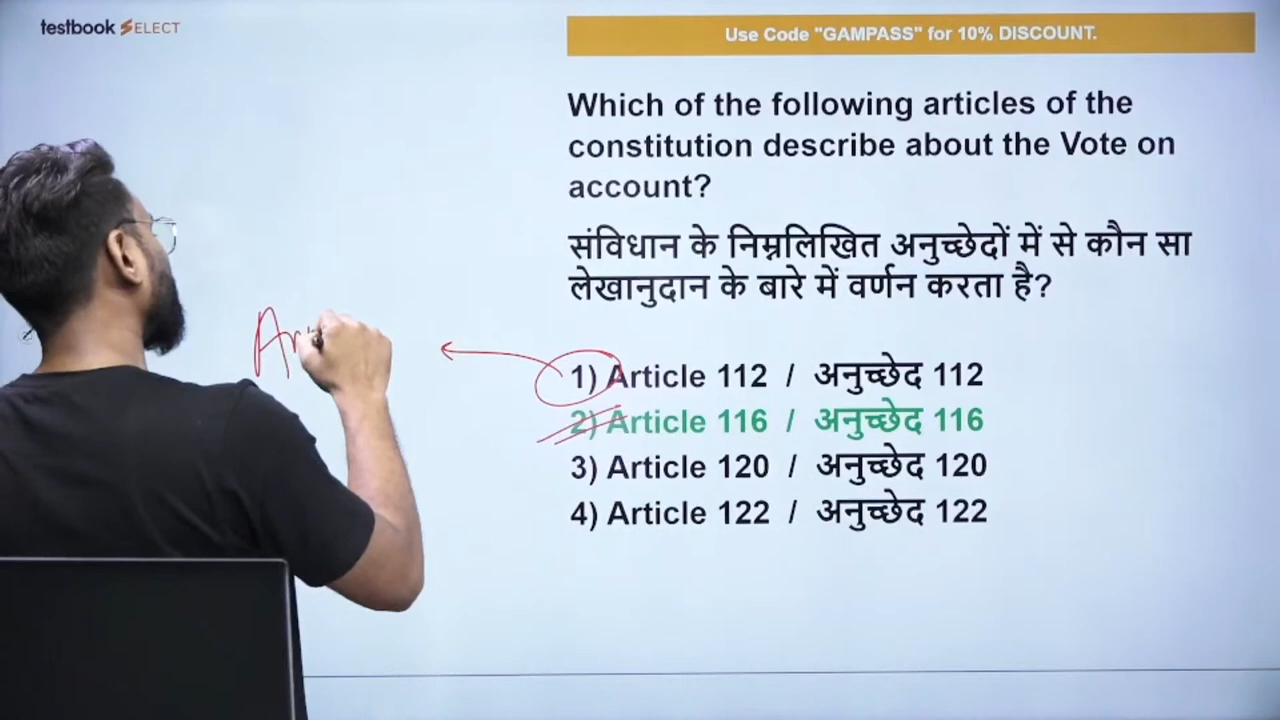 testbook SELECT
Use Code "GAMPASS" for 10% DISCOUNT.
Which of the following articles of the
constitution describe about the Vote on
account?
संविधान के निम्नलिखित अनुच्छेदों में से कौन सा
लेखानुदान के बारे में वर्णन करता है?
1) Article 112 / अनुच्छेद 112
2) Article 116 / अनुच्छेद 116
3) Article 120 / अनुच्छेद 120
4) Article 122 / अनुच्छेद 122